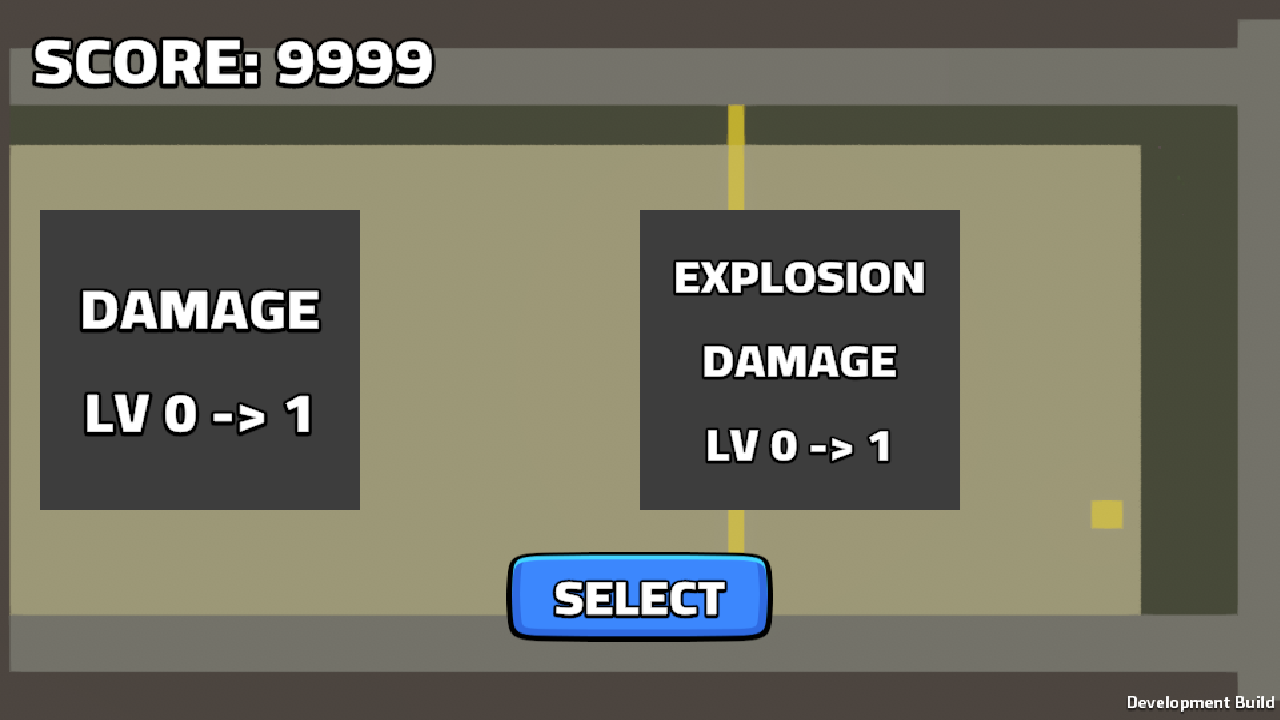 SCORE: 9999
DAMAGE
LV 0 -> 1
EXPLOSION
DAMAGE
LV 0 -> 1
SELECT
Development Build